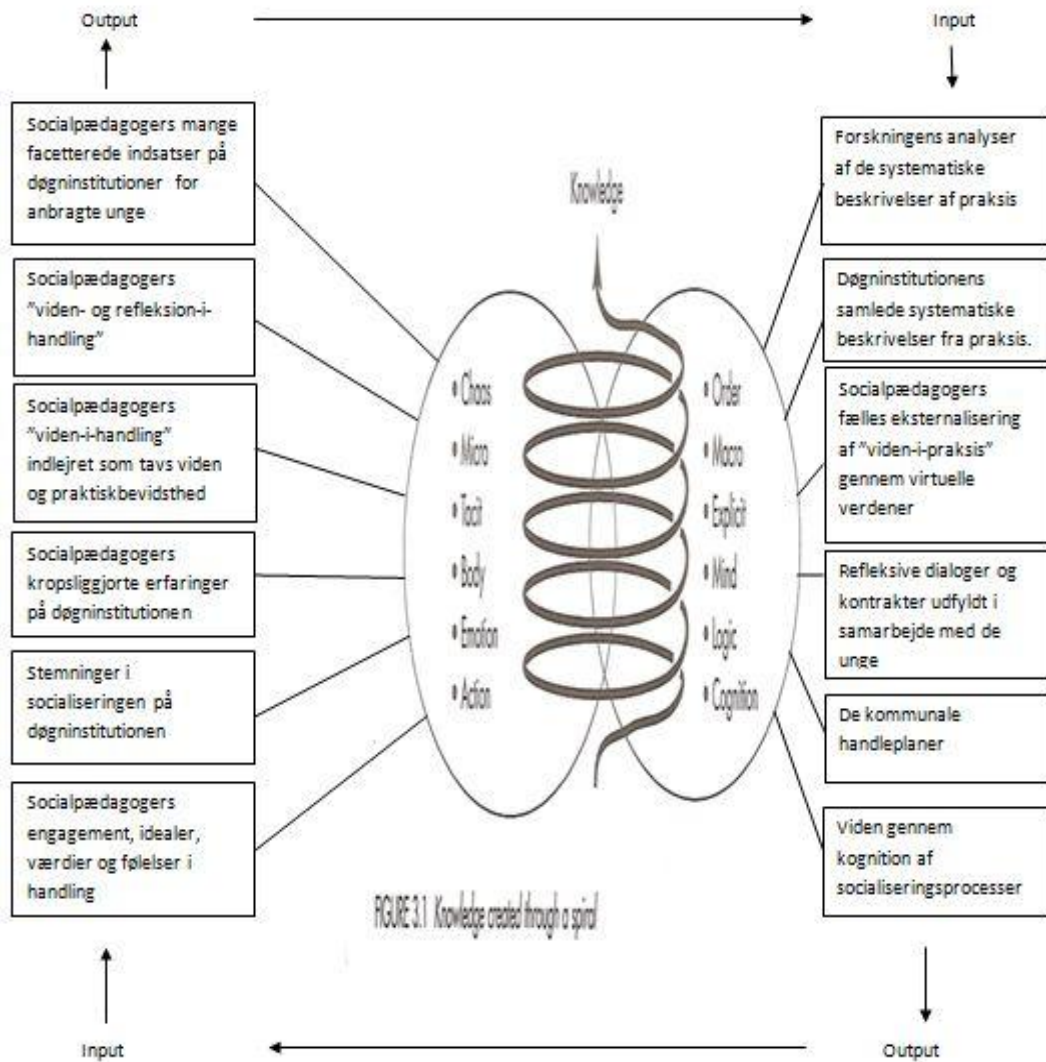 Output
Input
Socialpædagogers mange
facetterede indsatser på
døgninstitutioner for
anbragte unge
Socialpædagogers
"viden- og refleksion-i-
handling"
Socialpædagogers
"viden-i-handling"
indlejret som tavs viden
og praktiskbevidsthed
Socialpædagogers
kropsliggjorte erfaringer
på døgninstitutionen
Stemninger i
socialiseringen på
døgninstitutionen
Socialpædagogers
engagement, idealer,
værdier og følelser i
handling
Knowledge
• Chaos
• Micro
• Tacit
• Body
• Emotion
• Action
• Order
• Macro
• Explicit
• Mind
• Logic
• Cognition
FIGURE 3.1 Knowledge created through a spiral
Forskningens analyser
af de systematiske
beskrivelser af praksis
Døgninstitutionens
samlede systematiske
beskrivelser fra praksis.
Socialpædagogers
fælles eksternalisering
af "viden-i-praksis"
gennem virtuelle
verdener
Refleksive dialoger og
kontrakter udfyldt i
samarbejde med de
unge
De kommunale
handleplaner
Viden gennem
kognition af
socialiseringsprocesser
Input
Output